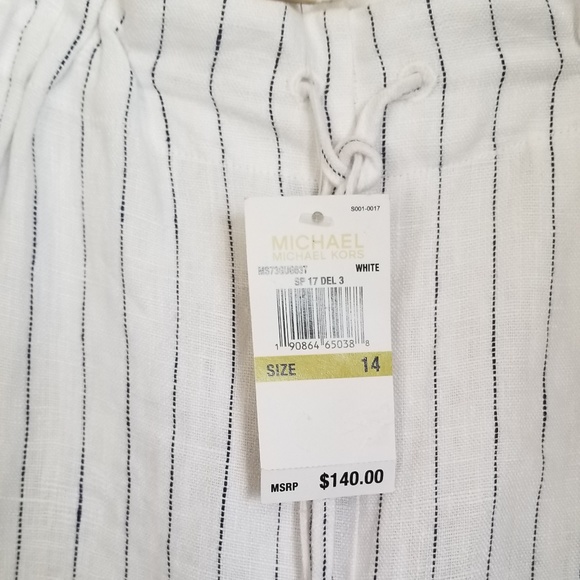 S001-0017
MICHAEL
MICHAEL KORS
WHITE
SP 17 DEL 3
1 90864 65038 8
SIZE 14
MSRP $140.00